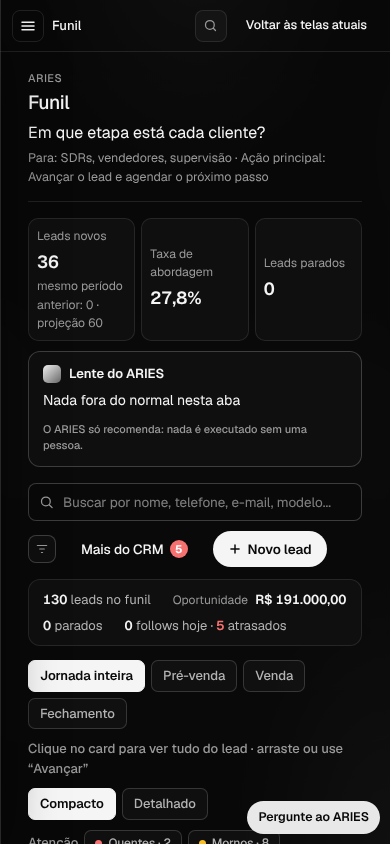 Funil
Voltar às telas atuais
ARIES
Funil
Em que etapa está cada cliente?
Para: SDRs, vendedores, supervisão · Ação principal:
Avançar o lead e agendar o próximo passo
Leads novos
36
mesmo período
anterior: 0 ·
projeção 60
Taxa de
abordagem
27,8%
Leads parados
0
Lente do ARIES
Nada fora do normal nesta aba
O ARIES só recomenda: nada é executado sem uma
pessoa.
Buscar por nome, telefone, e-mail, modelo...
Mais do CRM 5
+ Novo lead
130 leads no funil Oportunidade R$ 191.000,00
0 parados 0 follows hoje · 5 atrasados
Jornada inteira Pré-venda Venda
Fechamento
Clique no card para ver tudo do lead · arraste ou use
“Avançar”
Compacto Detalhado
Pergunte ao ARIES
Atenção Quentes · 2 Mornos · 8